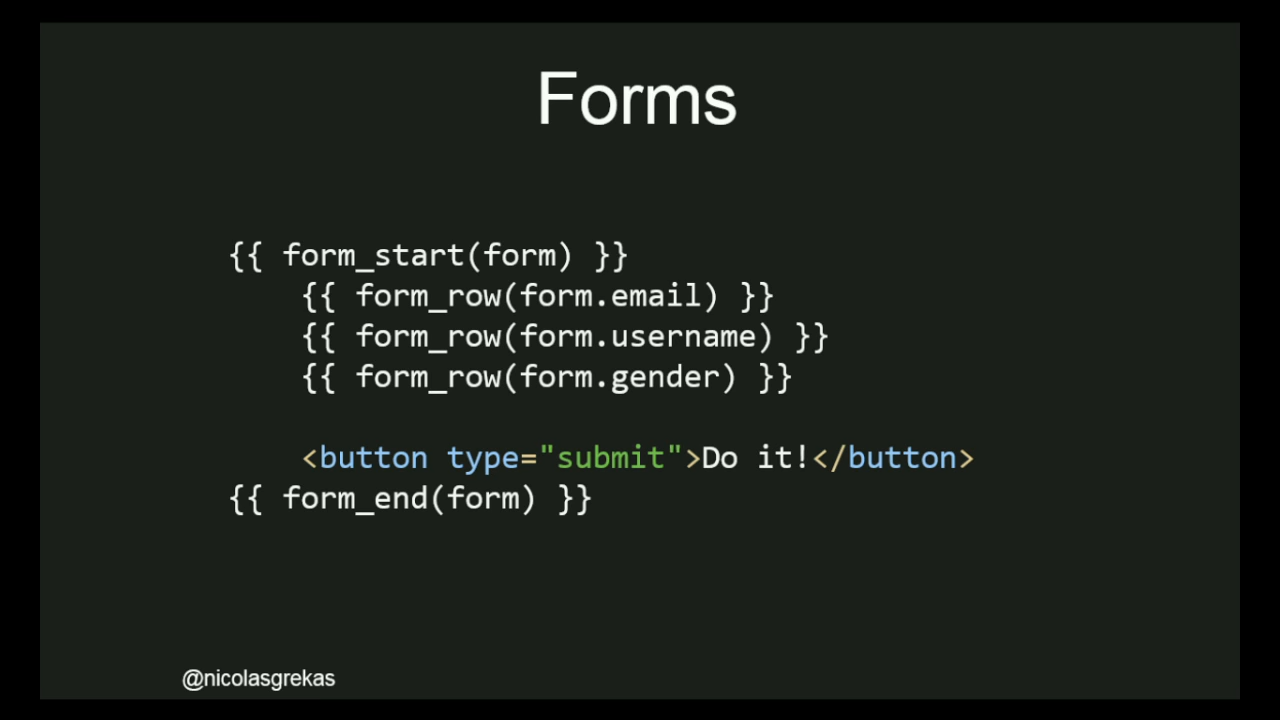 Forms
{{ form_start(form) }}
{{ form_row(form.email) }}
{{ form_row(form.username) }}
{{ form_row(form.gender) }}
<button type="submit">Do it!</button>
{{ form_end(form) }}
@nicolasgrekas